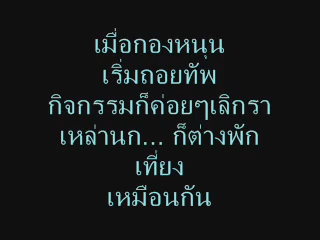 เมื่อกองหนุน
เริ่มถอยทัพ
กิจกรรมก็ค่อยๆเลิกรา
เหล่านก... ก็ต่างพัก
เที่ยง
เหมือนกัน